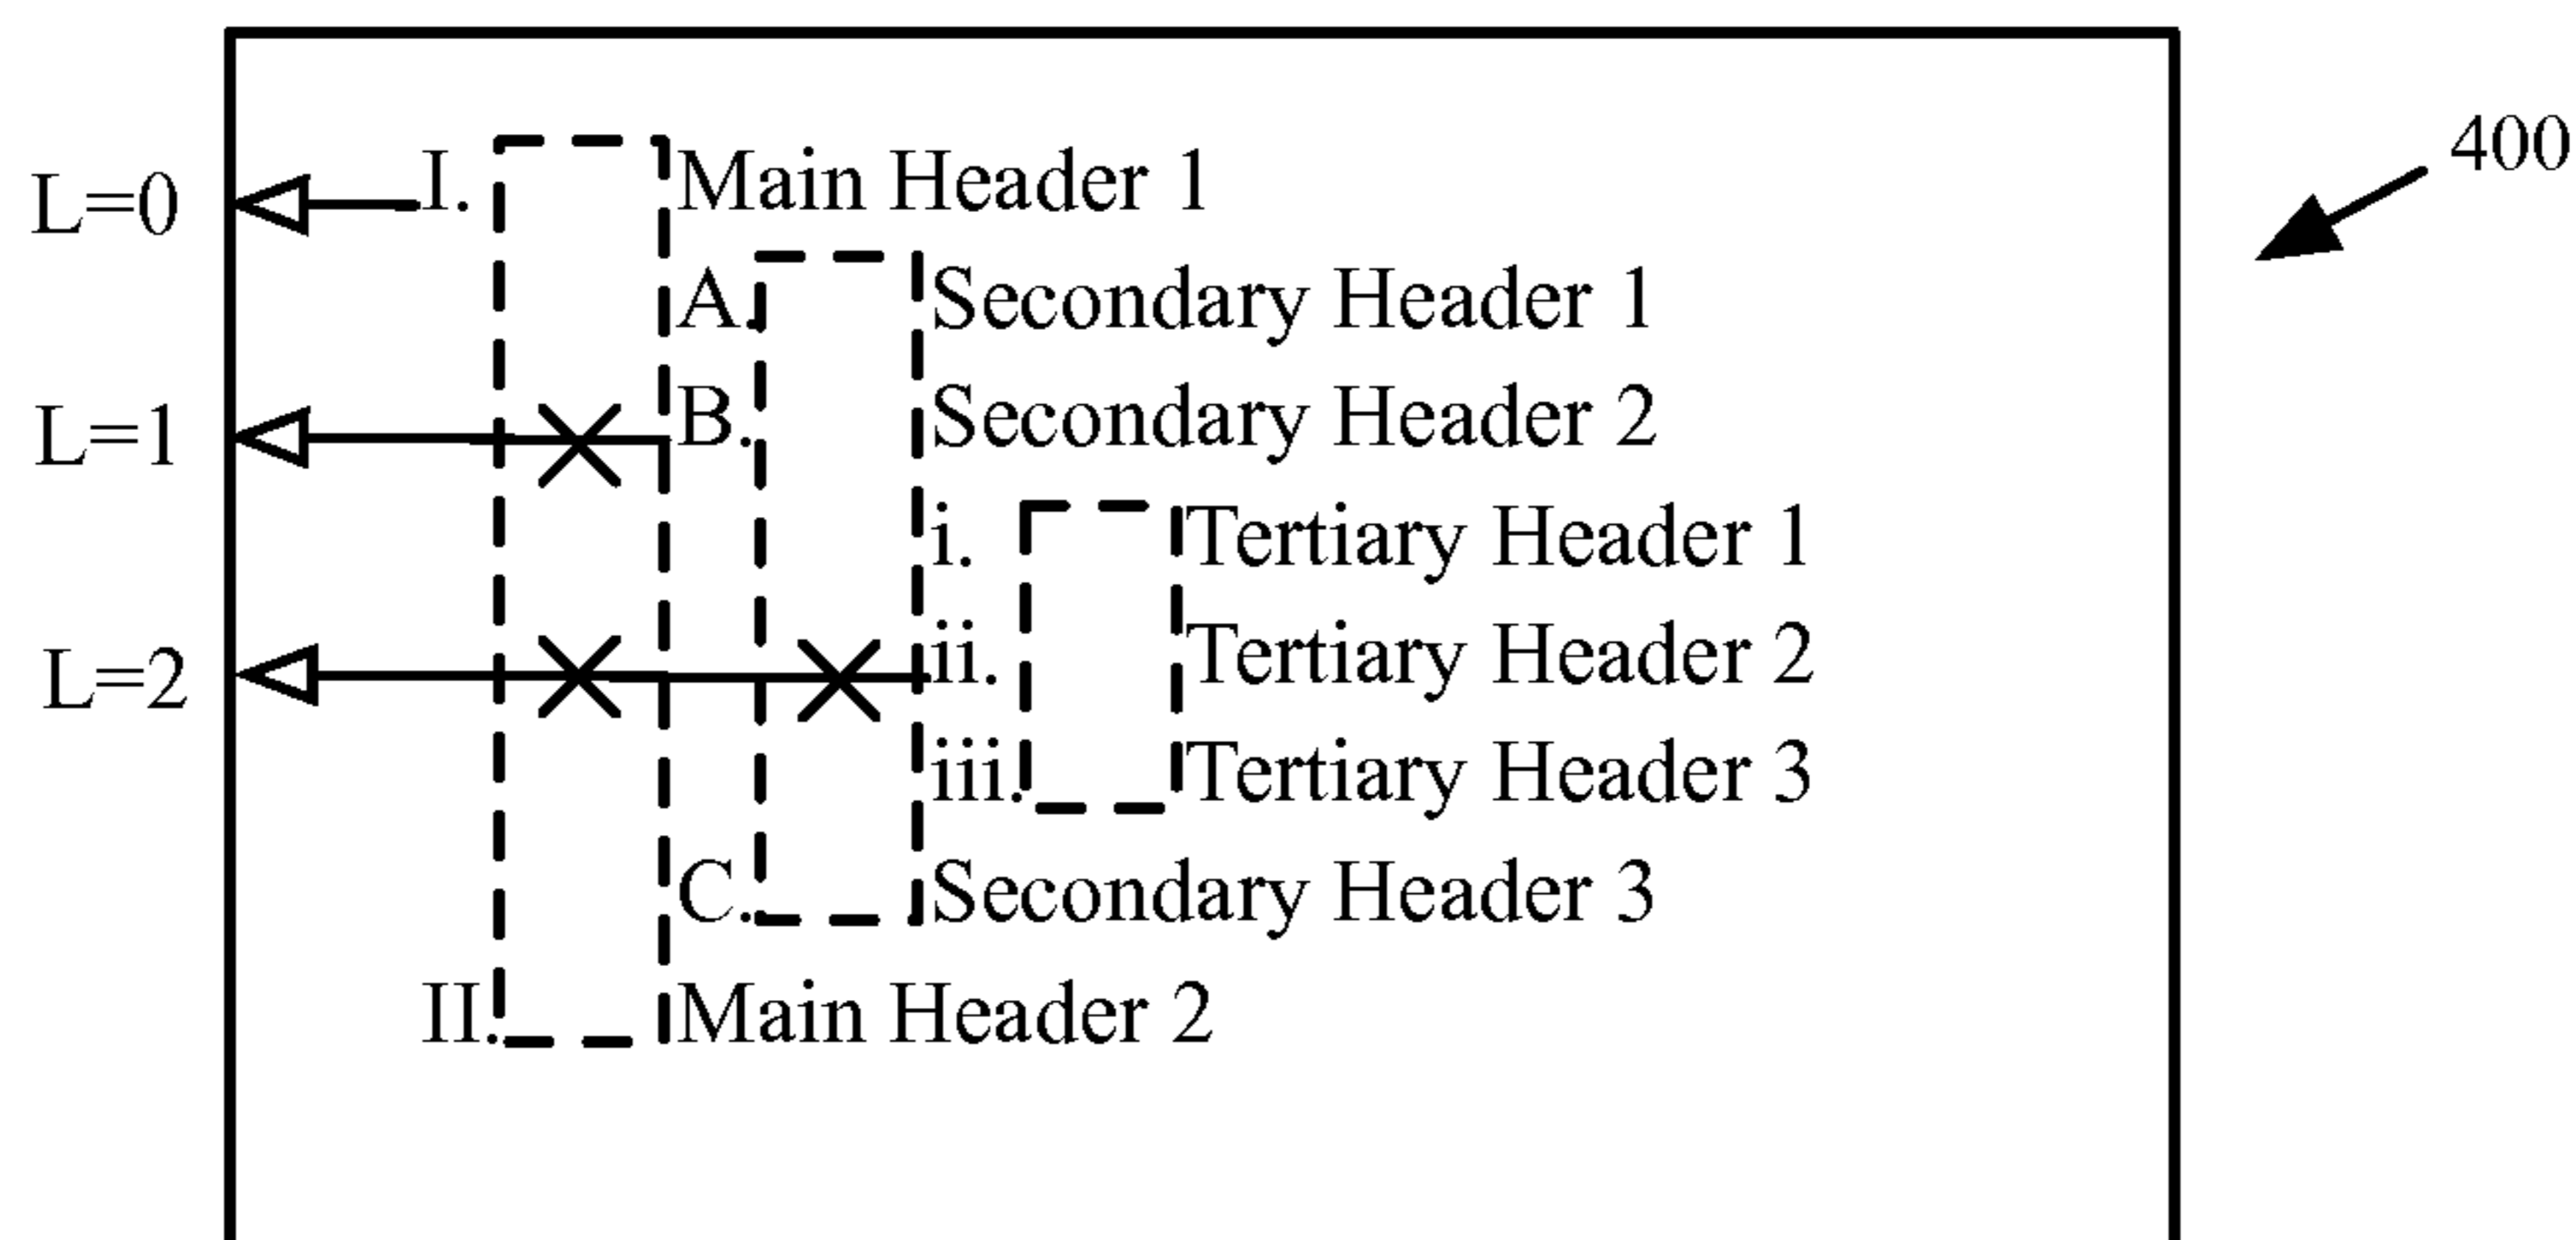 400
L=0 I. Main Header 1
A. Secondary Header 1
L=1 B. Secondary Header 2
i. Tertiary Header 1
L=2 ii. Tertiary Header 2
iii. Tertiary Header 3
C. Secondary Header 3
II. Main Header 2